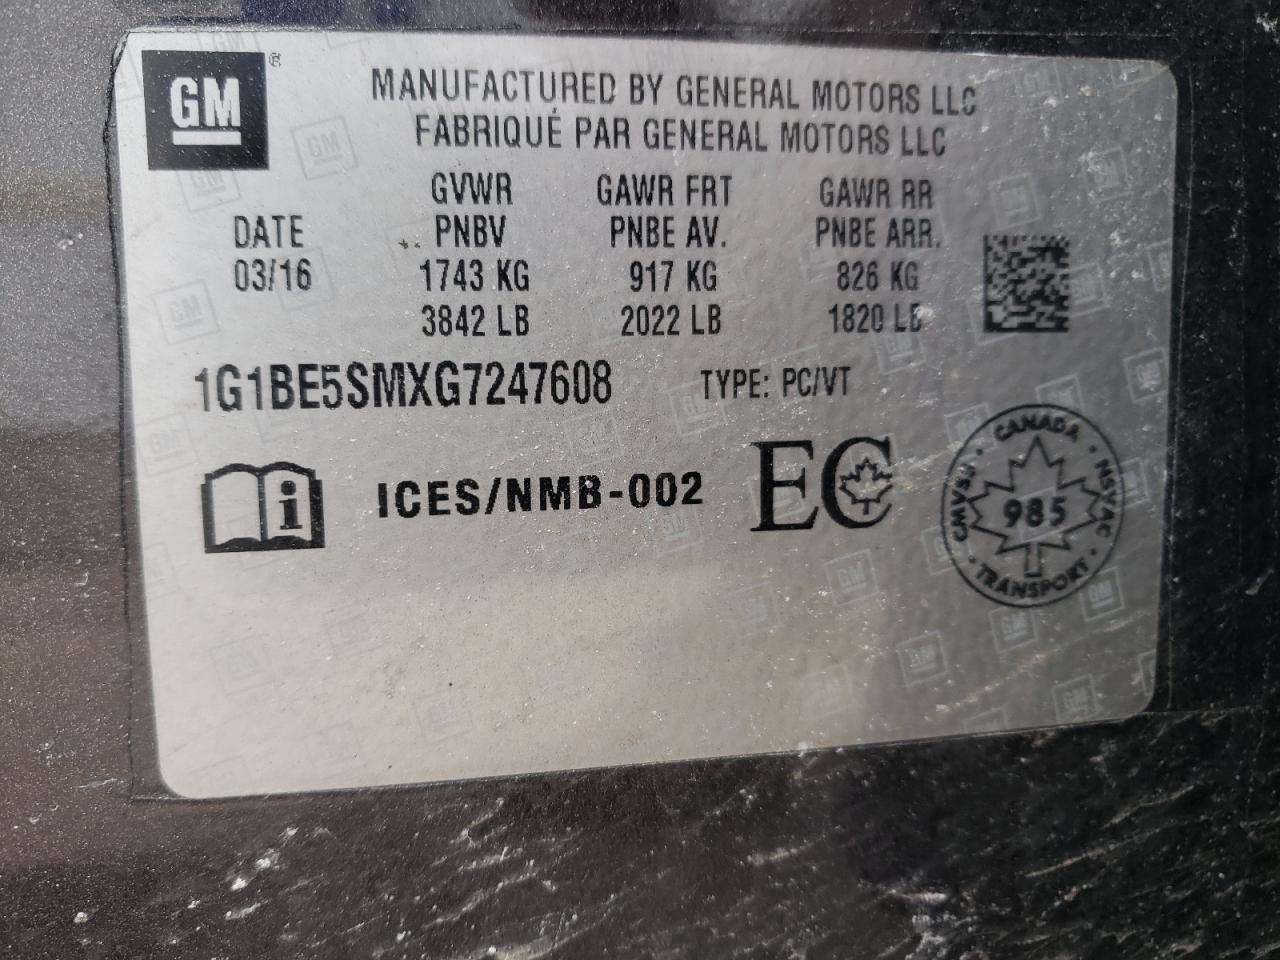 GM®
MANUFACTURED BY GENERAL MOTORS LLC
FABRIQUÉ PAR GENERAL MOTORS LLC
GVWR GAWR FRT GAWR RR
DATE PNBV PNBE AV. PNBE ARR.
03/16 1743 KG 917 KG 826 KG
3842 LB 2022 LB 1820 LB
1G1BE5SMXG7247608 TYPE: PC/VT
i ICES/NMB-002 EC
CANADA
CMVSS · NSVAC
985
TRANSPORT